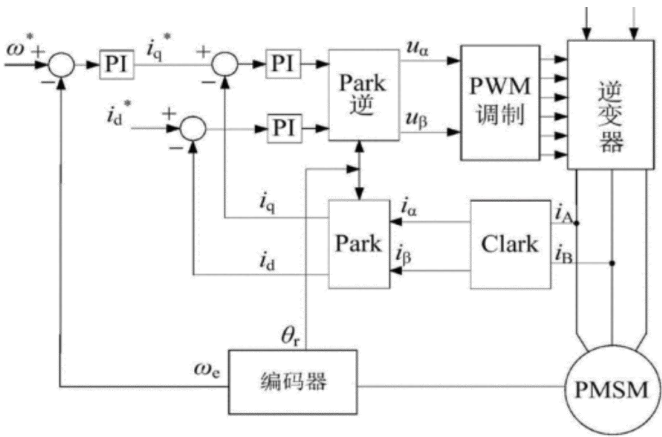 ω* + − PI iq* + − PI Park 逆 uα uβ PWM 调制 逆变器
id* + − PI
iq iα iA
Park Clark
id iβ iB
θr
ωe 编码器 PMSM